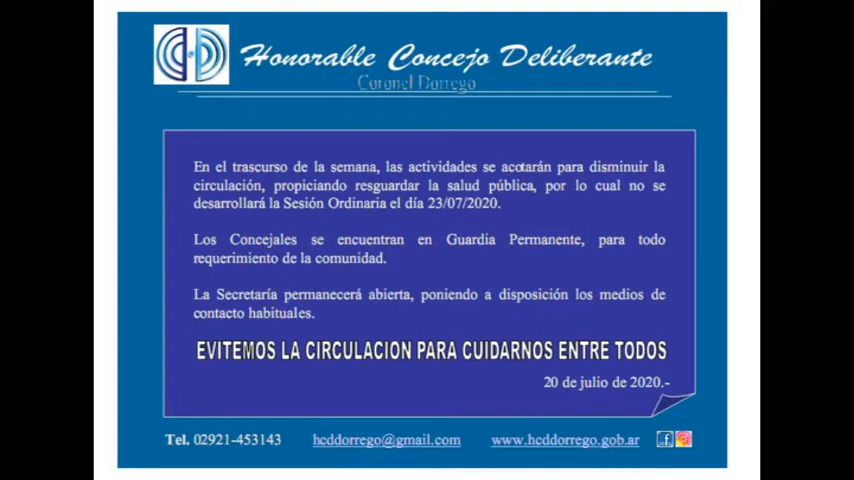 Honorable Concejo Deliberante
Coronel Dorrego
En el trascurso de la semana, las actividades se acotarán para disminuir la
circulación, propiciando resguardar la salud pública, por lo cual no se
desarrollará la Sesión Ordinaria el día 23/07/2020.
Los Concejales se encuentran en Guardia Permanente, para todo
requerimiento de la comunidad.
La Secretaría permanecerá abierta, poniendo a disposición los medios de
contacto habituales.
EVITEMOS LA CIRCULACION PARA CUIDARNOS ENTRE TODOS
20 de julio de 2020.-
Tel. 02921-453143 hcddorrego@gmail.com www.hcddorrego.gob.ar